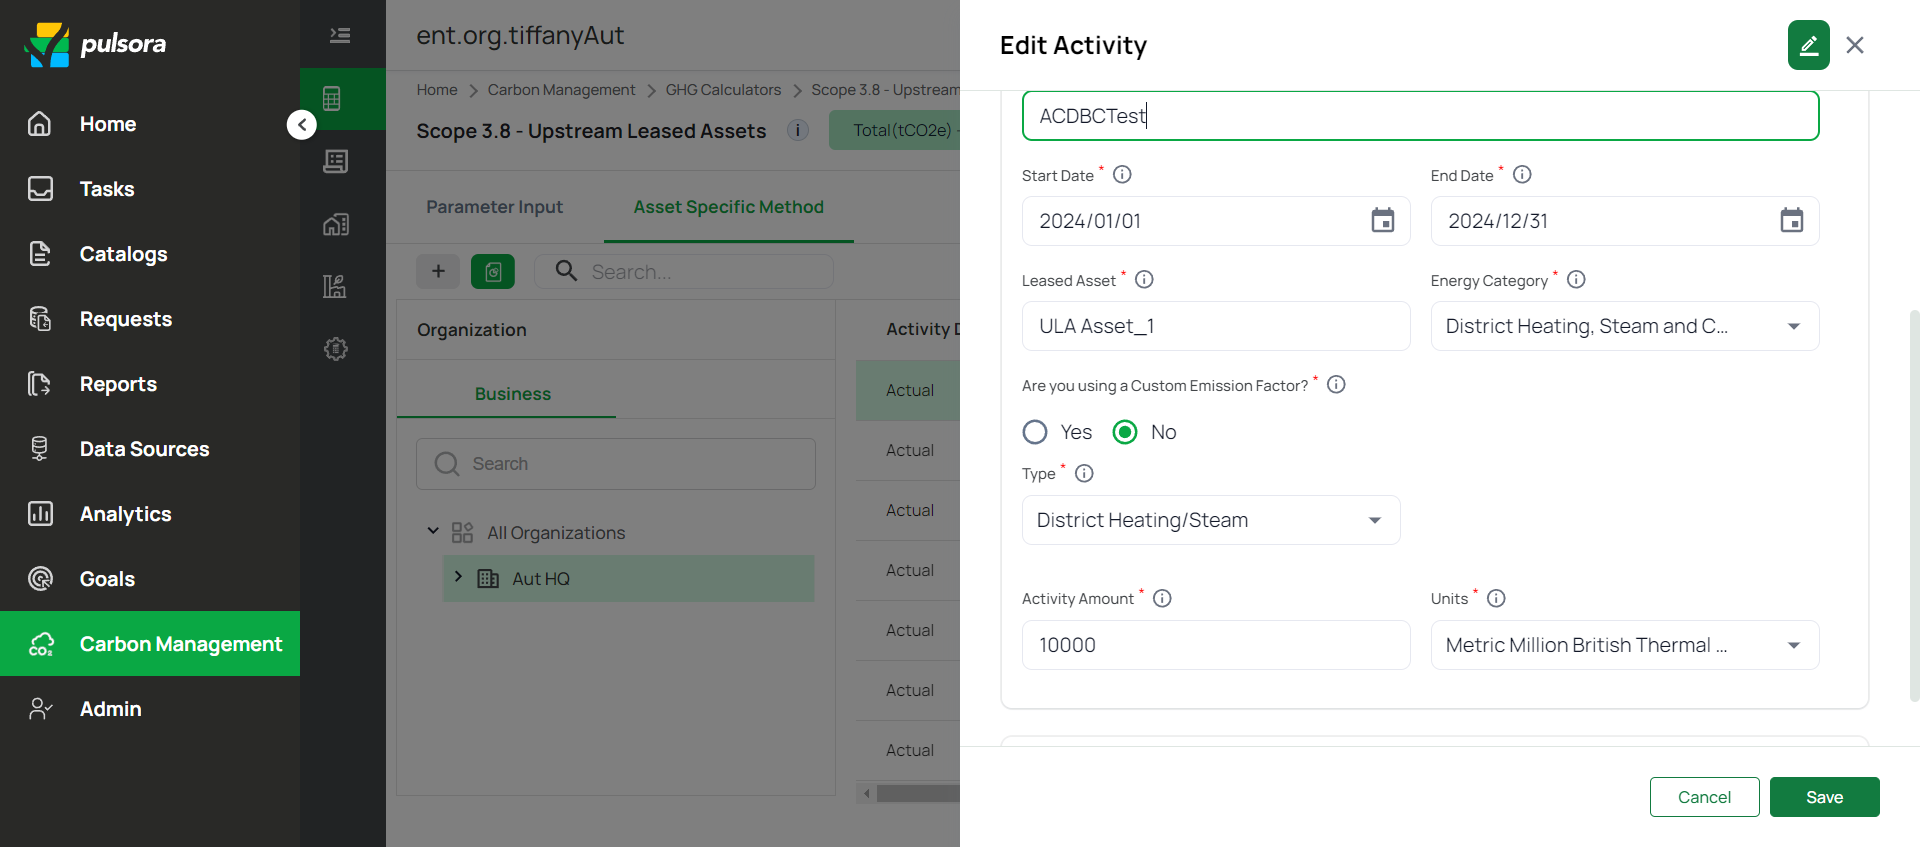 pulsora
Home
Tasks
Catalogs
Requests
Reports
Data Sources
Analytics
Goals
CO₂
Carbon Management
Admin
ent.org.tiffanyAut
Home > Carbon Management > GHG Calculators > Scope 3.8 - Upstream
Scope 3.8 - Upstream Leased Assets
Total(tCO2e) -
Parameter Input
Asset Specific Method
Search...
Organization
Business
Search
All Organizations
Aut HQ
Activity D
Actual
Actual
Actual
Actual
Actual
Actual
Actual
Edit Activity
ACDBCTest
Start Date *
End Date *
2024/01/01
2024/12/31
Leased Asset *
Energy Category *
ULA Asset_1
District Heating, Steam and C...
Are you using a Custom Emission Factor? *
Yes
No
Type *
District Heating/Steam
Activity Amount *
Units *
10000
Metric Million British Thermal ...
Cancel
Save